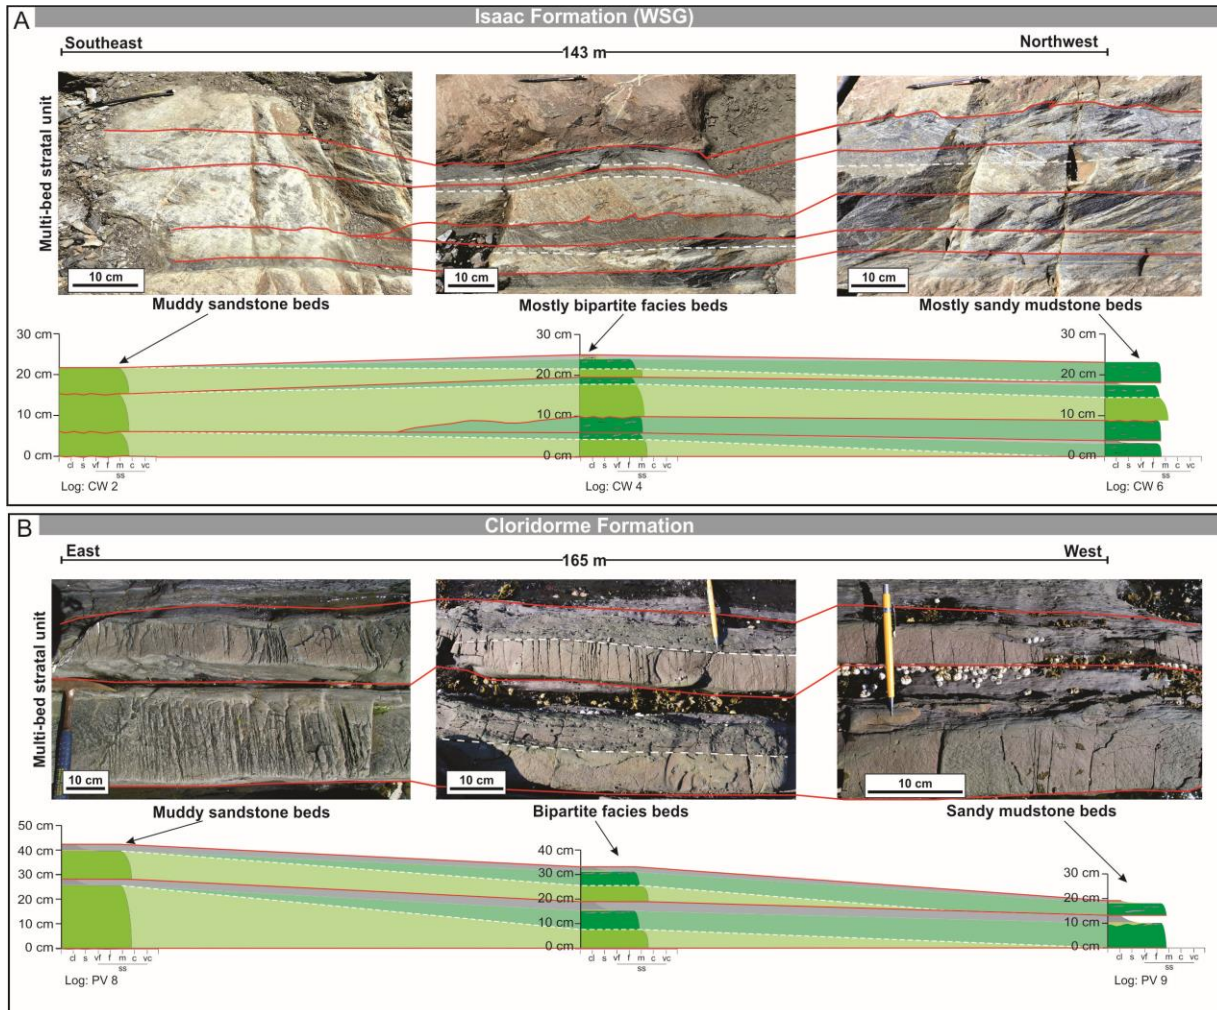 A
Isaac Formation (WSG)
Southeast
143 m
Northwest
Multi-bed stratal unit
10 cm
10 cm
10 cm
Muddy sandstone beds
Mostly bipartite facies beds
Mostly sandy mudstone beds
30 cm
20 cm
10 cm
0 cm
cl s vf f m c vc
ss
Log: CW 2
30 cm
20 cm
10 cm
0 cm
cl s vf f m c vc
ss
Log: CW 4
30 cm
20 cm
10 cm
0 cm
cl s vf f m c vc
ss
Log: CW 6
B
Cloridorme Formation
East
165 m
West
Multi-bed stratal unit
10 cm
10 cm
10 cm
Muddy sandstone beds
Bipartite facies beds
Sandy mudstone beds
50 cm
40 cm
30 cm
20 cm
10 cm
0 cm
cl s vf f m c vc
ss
Log: PV 8
40 cm
30 cm
20 cm
10 cm
0 cm
cl s vf f m c vc
ss
30 cm
20 cm
10 cm
0 cm
cl s vf f m c vc
ss
Log: PV 9